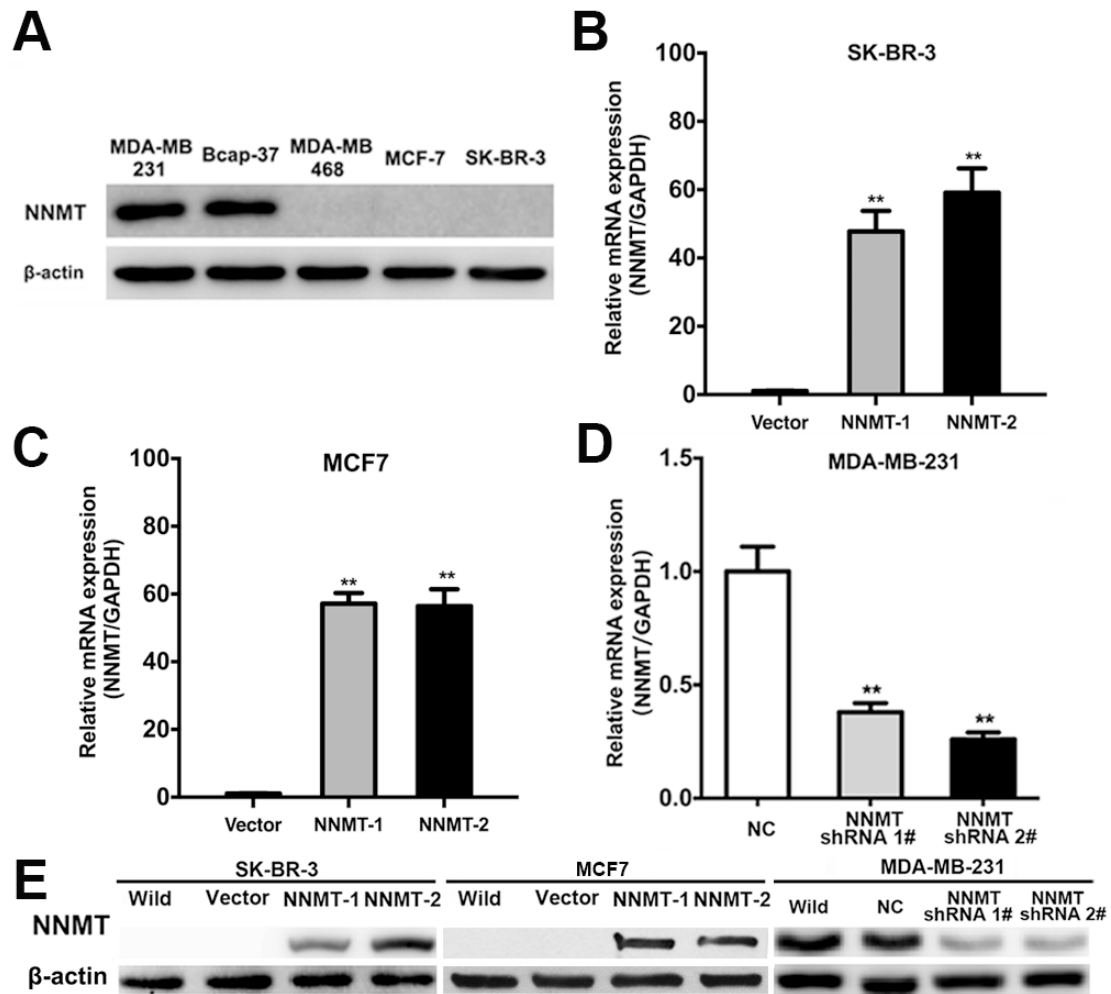 A
MDA-MB
231
Bcap-37
MDA-MB
468
MCF-7
SK-BR-3
NNMT
β-actin
B
SK-BR-3
Relative mRNA expression
(NNMT/GAPDH)
100
80
60
40
20
0
**
**
Vector
NNMT-1
NNMT-2
C
MCF7
Relative mRNA expression
(NNMT/GAPDH)
100
80
60
40
20
0
**
**
Vector
NNMT-1
NNMT-2
D
MDA-MB-231
Relative mRNA expression
(NNMT/GAPDH)
1.5
1.0
0.5
0.0
**
**
NC
NNMT
shRNA 1#
NNMT
shRNA 2#
E
SK-BR-3
MCF7
MDA-MB-231
Wild
Vector
NNMT-1
NNMT-2
Wild
Vector
NNMT-1
NNMT-2
Wild
NC
NNMT
shRNA 1#
NNMT
shRNA 2#
NNMT
β-actin